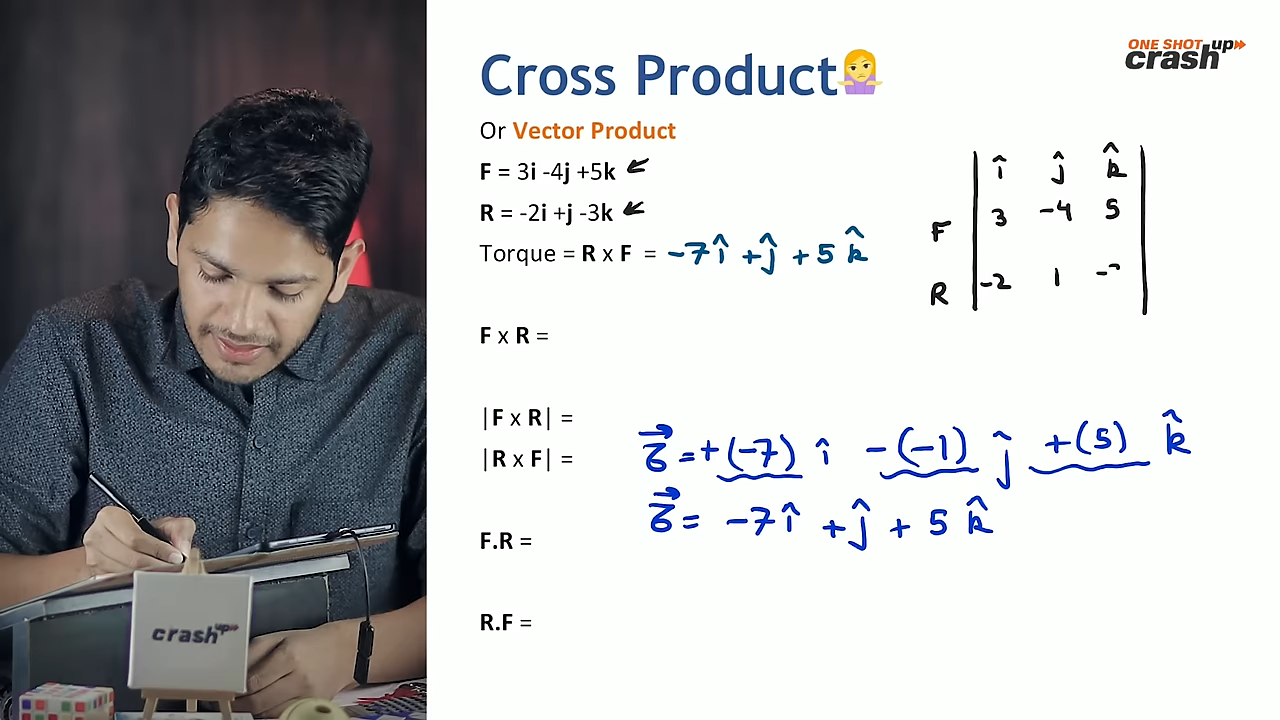 ONE SHOT
crash up
Cross Product
Or Vector Product
F = 3i -4j +5k
R = -2i +j -3k
Torque = R x F = -7î + ĵ + 5 k̂
î ĵ k̂
F 3 -4 5
R -2 1
F x R =
|F x R| =
|R x F| =
τ⃗ = +(-7) î -(-1) ĵ +(5) k̂
τ⃗ = -7î + ĵ + 5 k̂
F.R =
R.F =
crash up